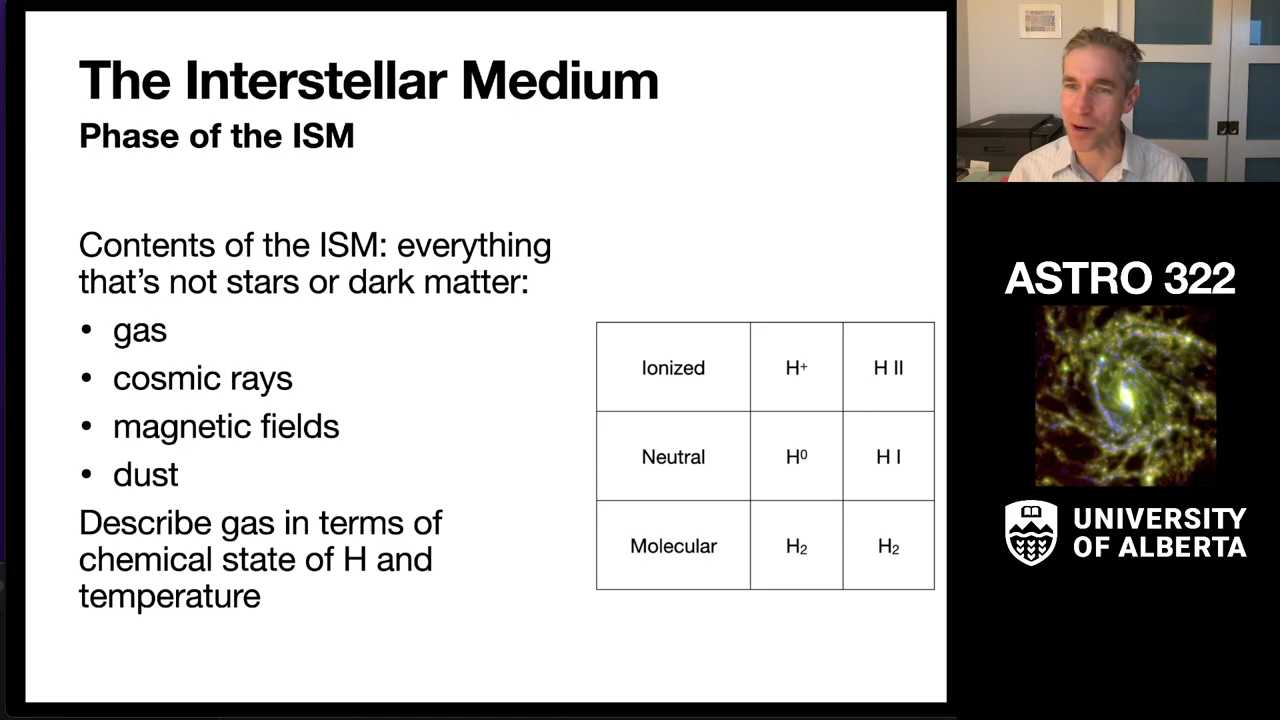 The Interstellar Medium
Phase of the ISM
Contents of the ISM: everything
that's not stars or dark matter:
• gas
• cosmic rays
• magnetic fields
• dust
Describe gas in terms of
chemical state of H and
temperature
Ionized H⁺ H II
Neutral H⁰ H I
Molecular H₂ H₂
ASTRO 322
UNIVERSITY
OF ALBERTA